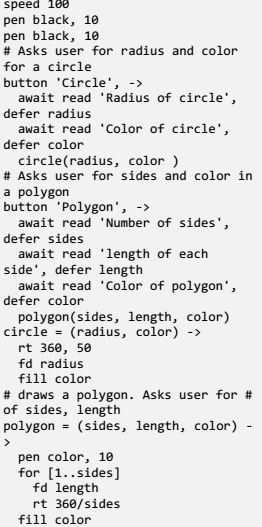 speed 100
pen black, 10
pen black, 10
# Asks user for radius and color
for a circle
button 'Circle', ->
  await read 'Radius of circle',
defer radius
  await read 'Color of circle',
defer color
  circle(radius, color )
# Asks user for sides and color in
a polygon
button 'Polygon', ->
  await read 'Number of sides',
defer sides
  await read 'length of each
side', defer length
  await read 'Color of polygon',
defer color
  polygon(sides, length, color)
circle = (radius, color) ->
  rt 360, 50
  fd radius
  fill color
# draws a polygon. Asks user for #
of sides, length
polygon = (sides, length, color) -
>
  pen color, 10
  for [1..sides]
    fd length
    rt 360/sides
  fill color